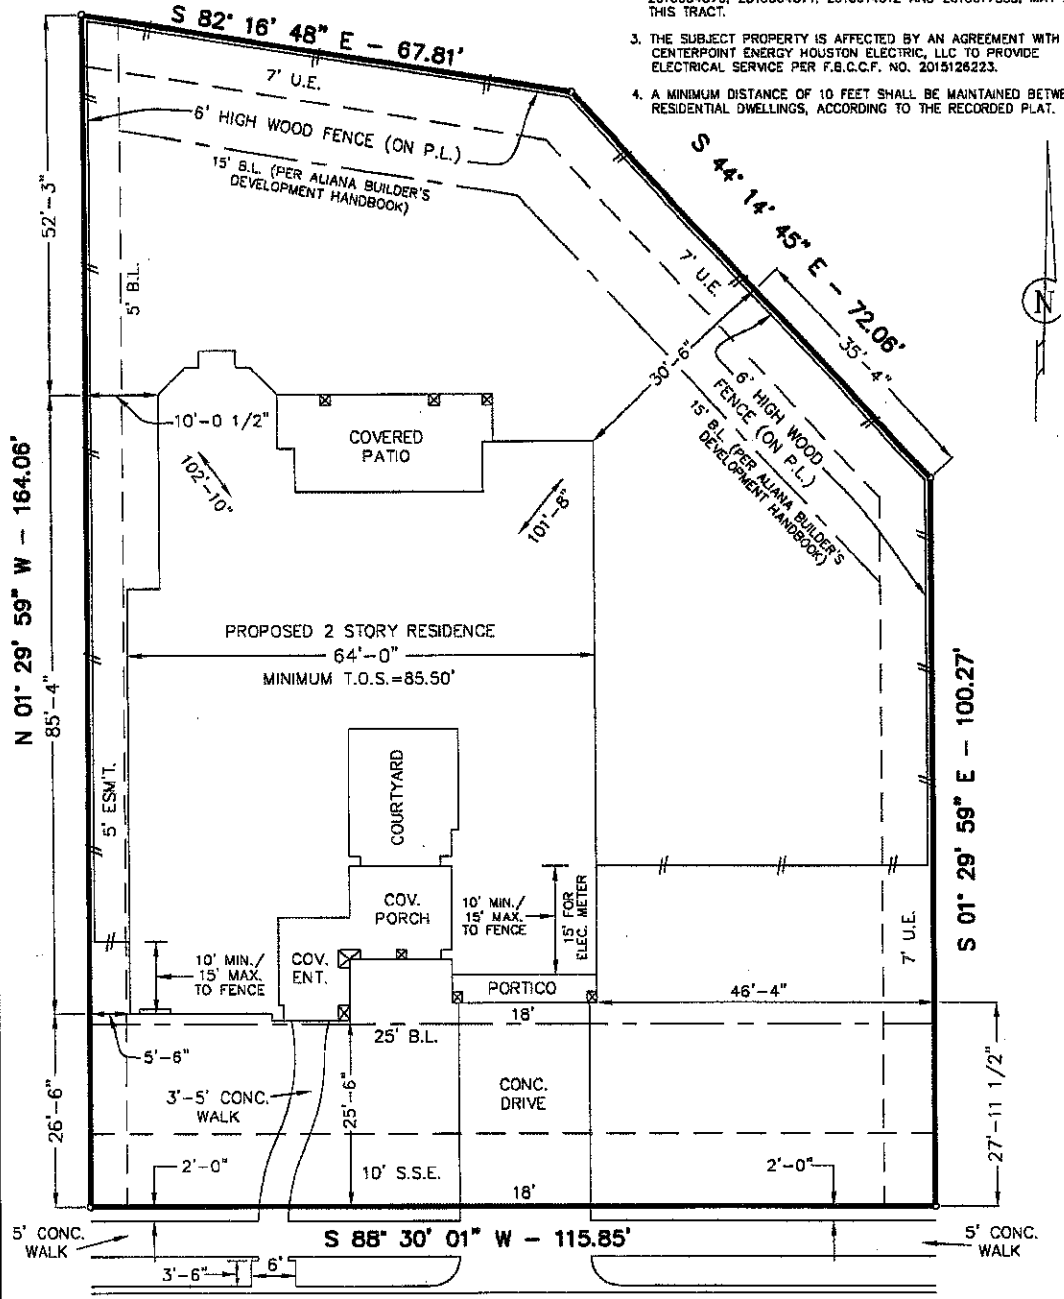 THIS TRACT.
3. THE SUBJECT PROPERTY IS AFFECTED BY AN AGREEMENT WITH
CENTERPOINT ENERGY HOUSTON ELECTRIC, LLC TO PROVIDE
ELECTRICAL SERVICE PER F.B.C.C.F. NO. 2015126223.
4. A MINIMUM DISTANCE OF 10 FEET SHALL BE MAINTAINED BETWE
RESIDENTIAL DWELLINGS, ACCORDING TO THE RECORDED PLAT.
S 82° 16' 48" E - 67.81'
7' U.E.
6' HIGH WOOD FENCE (ON P.L.)
15' B.L. (PER ALIANA BUILDER'S
DEVELOPMENT HANDBOOK)
52'-3"
5' B.L.
S 44° 14' 45" E - 72.06'
7' U.E.
35'-4"
N
30'-6"
6' HIGH WOOD
FENCE (ON P.L.)
15' B.L. (PER ALIANA BUILDER'S
DEVELOPMENT HANDBOOK)
10'-0 1/2"
COVERED
PATIO
102'-10"
101'-8"
N 01° 29' 59" W - 164.06'
85'-4"
PROPOSED 2 STORY RESIDENCE
64'-0"
MINIMUM T.O.S.=85.50'
S 01° 29' 59" E - 100.27'
5' ESM'T.
COURTYARD
COV.
PORCH
10' MIN./
15' MAX.
TO FENCE
15' FOR
ELEC. METER
7' U.E.
10' MIN./
15' MAX.
TO FENCE
COV.
ENT.
PORTICO
46'-4"
18'
25' B.L.
5'-6"
26'-6"
3'-5' CONC.
WALK
25'-6"
CONC.
DRIVE
27'-11 1/2"
2'-0"
10' S.S.E.
2'-0"
18'
5' CONC.
WALK
S 88° 30' 01" W - 115.85'
5' CONC.
WALK
3'-6"
6'